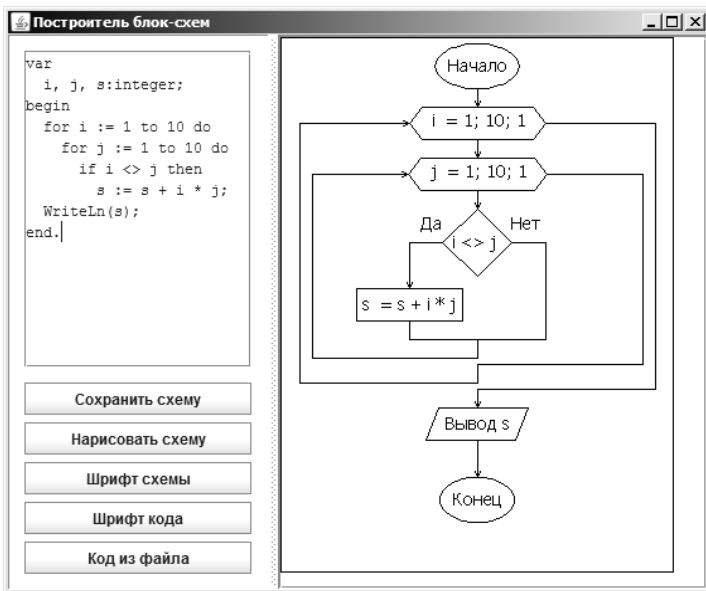 Построитель блок-схем
var
i, j, s:integer;
begin
for i := 1 to 10 do
for j := 1 to 10 do
if i <> j then
s := s + i * j;
WriteLn(s);
end.
Сохранить схему
Нарисовать схему
Шрифт схемы
Шрифт кода
Код из файла
Начало
i = 1; 10; 1
j = 1; 10; 1
Да
Нет
i <> j
s = s + i * j
Вывод s
Конец